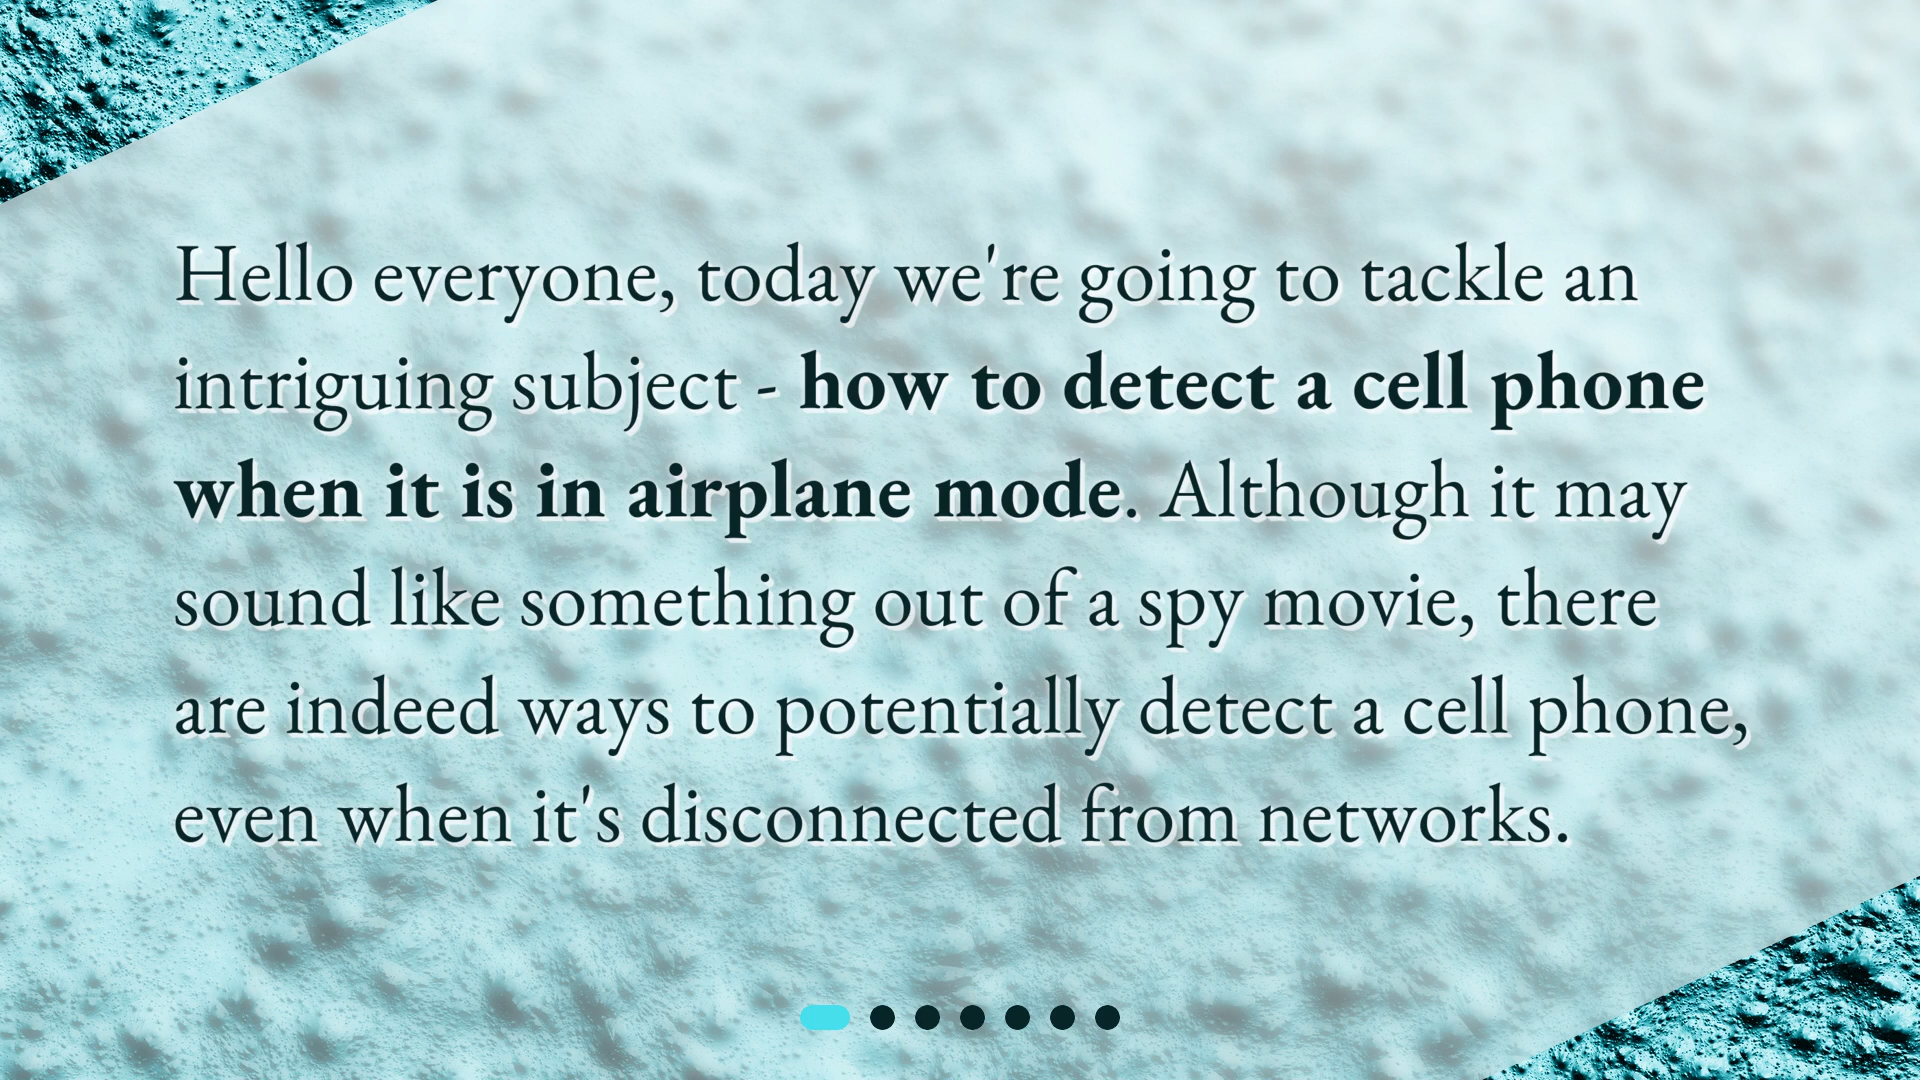 Hello everyone, today we're going to tackle an
intriguing subject - how to detect a cell phone
when it is in airplane mode. Although it may
sound like something out of a spy movie, there
are indeed ways to potentially detect a cell phone,
even when it's disconnected from networks.